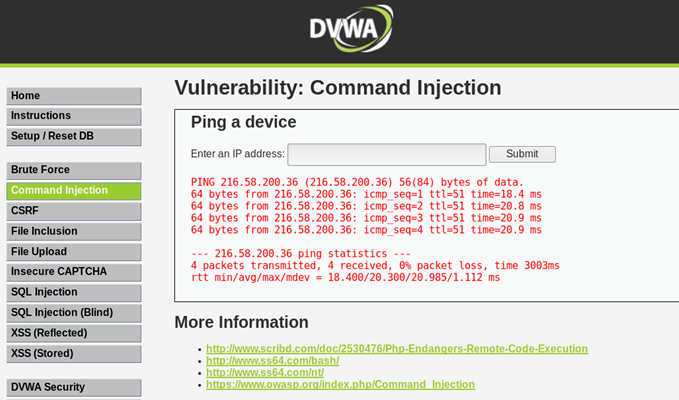 DVWA
Home
Instructions
Setup / Reset DB
Brute Force
Command Injection
CSRF
File Inclusion
File Upload
Insecure CAPTCHA
SQL Injection
SQL Injection (Blind)
XSS (Reflected)
XSS (Stored)
DVWA Security
Vulnerability: Command Injection
Ping a device
Enter an IP address: Submit
PING 216.58.200.36 (216.58.200.36) 56(84) bytes of data.
64 bytes from 216.58.200.36: icmp_seq=1 ttl=51 time=18.4 ms
64 bytes from 216.58.200.36: icmp_seq=2 ttl=51 time=20.8 ms
64 bytes from 216.58.200.36: icmp_seq=3 ttl=51 time=20.9 ms
64 bytes from 216.58.200.36: icmp_seq=4 ttl=51 time=20.9 ms
--- 216.58.200.36 ping statistics ---
4 packets transmitted, 4 received, 0% packet loss, time 3003ms
rtt min/avg/max/mdev = 18.400/20.300/20.985/1.112 ms
More Information
• http://www.scribd.com/doc/2530476/Php-Endangers-Remote-Code-Execution
• http://www.ss64.com/bash/
• http://www.ss64.com/nt/
• https://www.owasp.org/index.php/Command_Injection